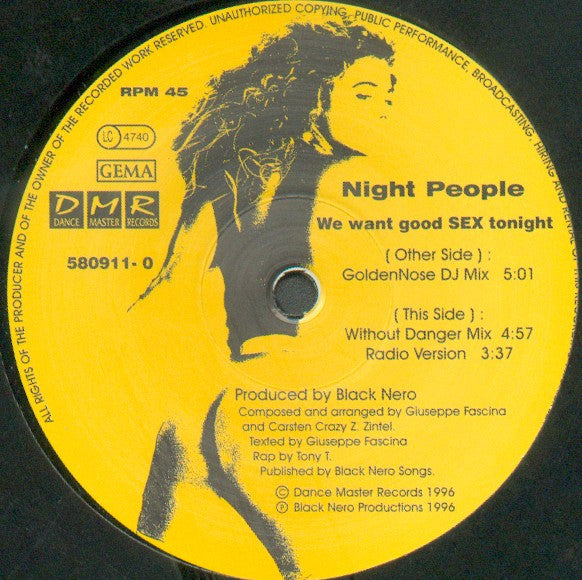 ALL RIGHTS OF THE PRODUCER AND OF THE OWNER OF THE RECORDED WORK RESERVED. UNAUTHORIZED COPYING, PUBLIC PERFORMANCE, BROADCASTING, HIRING AND RENTAL OF
RPM 45
LC 4740
GEMA
DMR
DANCE MASTER RECORDS
580911-0
Night People
We want good SEX tonight
( Other Side ) :
GoldenNose DJ Mix 5:01
( This Side ) :
Without Danger Mix 4:57
Radio Version 3:37
Produced by Black Nero
Composed and arranged by Giuseppe Fascina
and Carsten Crazy Z. Zintel.
Texted by Giuseppe Fascina
Rap by Tony T.
Published by Black Nero Songs.
© Dance Master Records 1996
℗ Black Nero Productions 1996